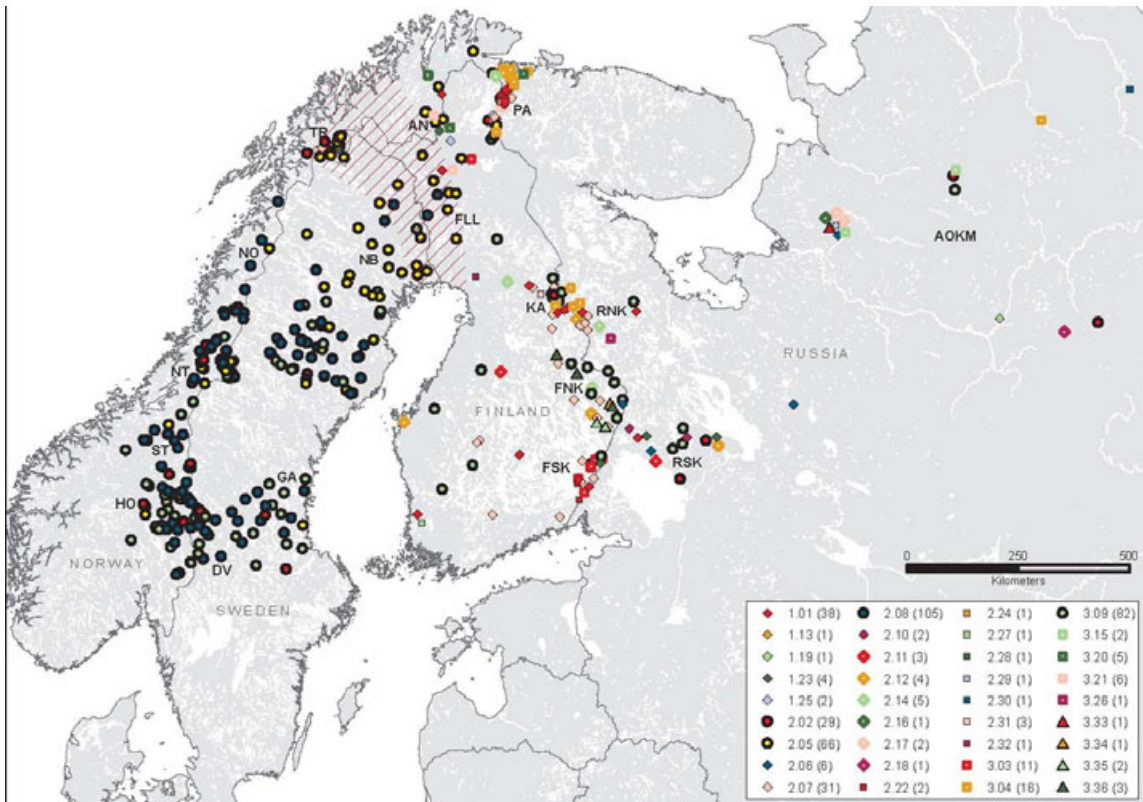 PA
TR
AN
FLL
NO
NB
AOKM
KA
RNK
RUSSIA
NT
FNK
FINLAND
ST
FSK
RSK
GA
HO
NORWAY
DV
SWEDEN
0 250 500
Kilometers
1.01 (38) 2.08 (105) 2.24 (1) 3.09 (82)
1.13 (1) 2.10 (2) 2.27 (1) 3.15 (2)
1.19 (1) 2.11 (3) 2.28 (1) 3.20 (5)
1.23 (4) 2.12 (4) 2.29 (1) 3.21 (6)
1.25 (2) 2.14 (5) 2.30 (1) 3.26 (1)
2.02 (29) 2.16 (1) 2.31 (3) 3.33 (1)
2.05 (66) 2.17 (2) 2.32 (1) 3.34 (1)
2.06 (6) 2.18 (1) 3.03 (11) 3.35 (2)
2.07 (31) 2.22 (2) 3.04 (16) 3.36 (3)